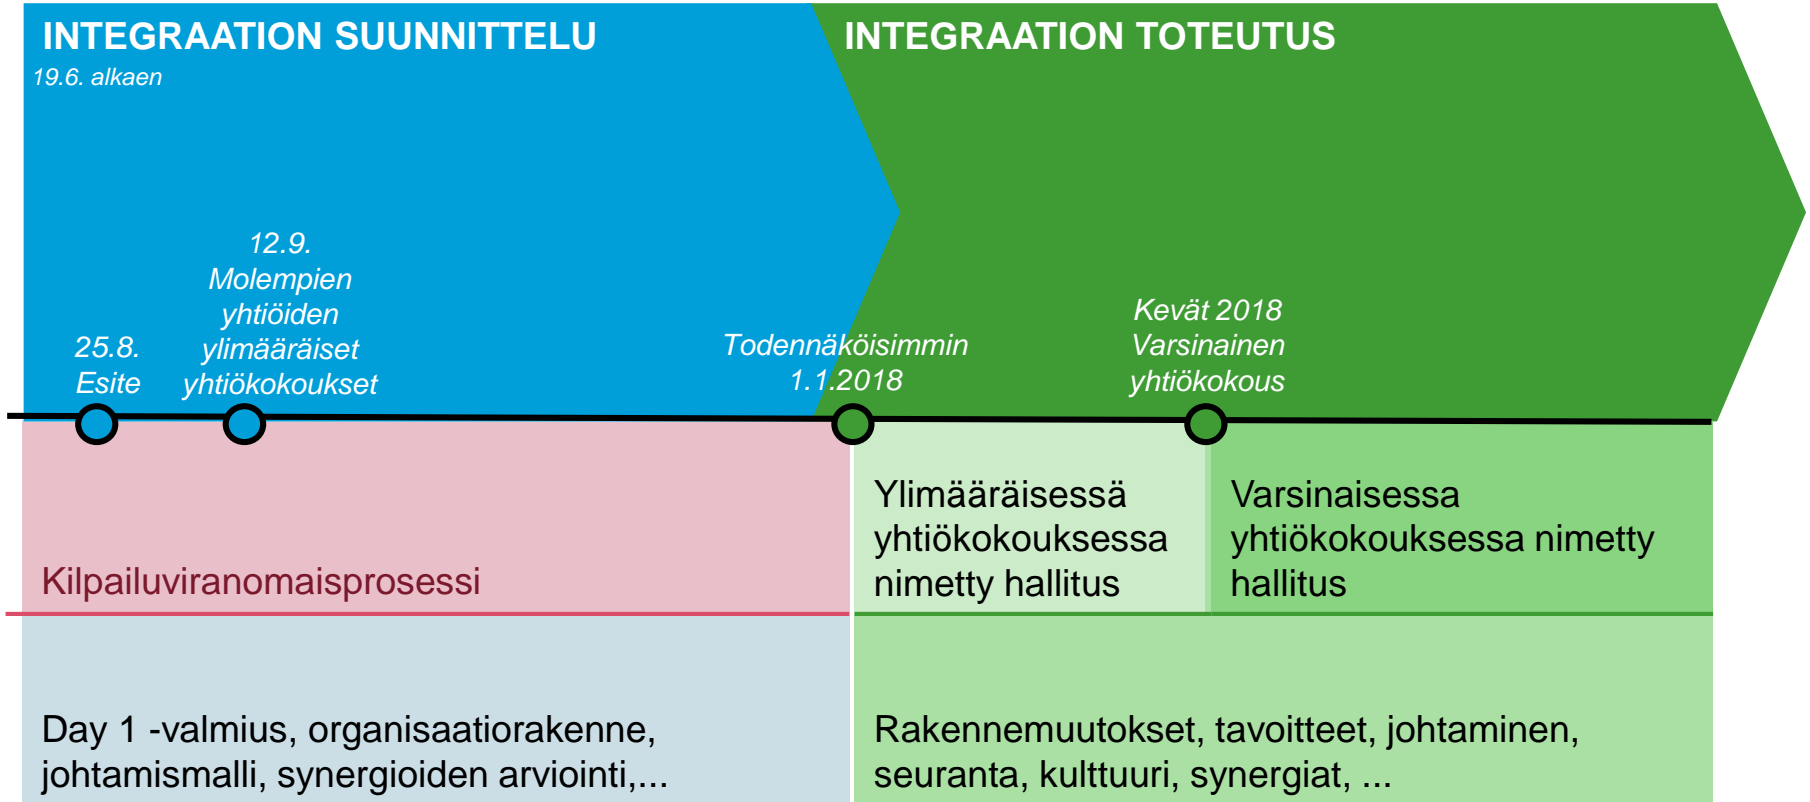 INTEGRAATION SUUNNITTELU
19.6. alkaen
INTEGRAATION TOTEUTUS
25.8.
Esite
12.9.
Molempien
yhtiöiden
ylimääräiset
yhtiökokoukset
Todennäköisimmin
1.1.2018
Kevät 2018
Varsinainen
yhtiökokous
Kilpailuviranomaisprosessi
Ylimääräisessä
yhtiökokouksessa
nimetty hallitus
Varsinaisessa
yhtiökokouksessa nimetty
hallitus
Day 1 -valmius, organisaatiorakenne,
johtamismalli, synergioiden arviointi,...
Rakennemuutokset, tavoitteet, johtaminen,
seuranta, kulttuuri, synergiat, ...